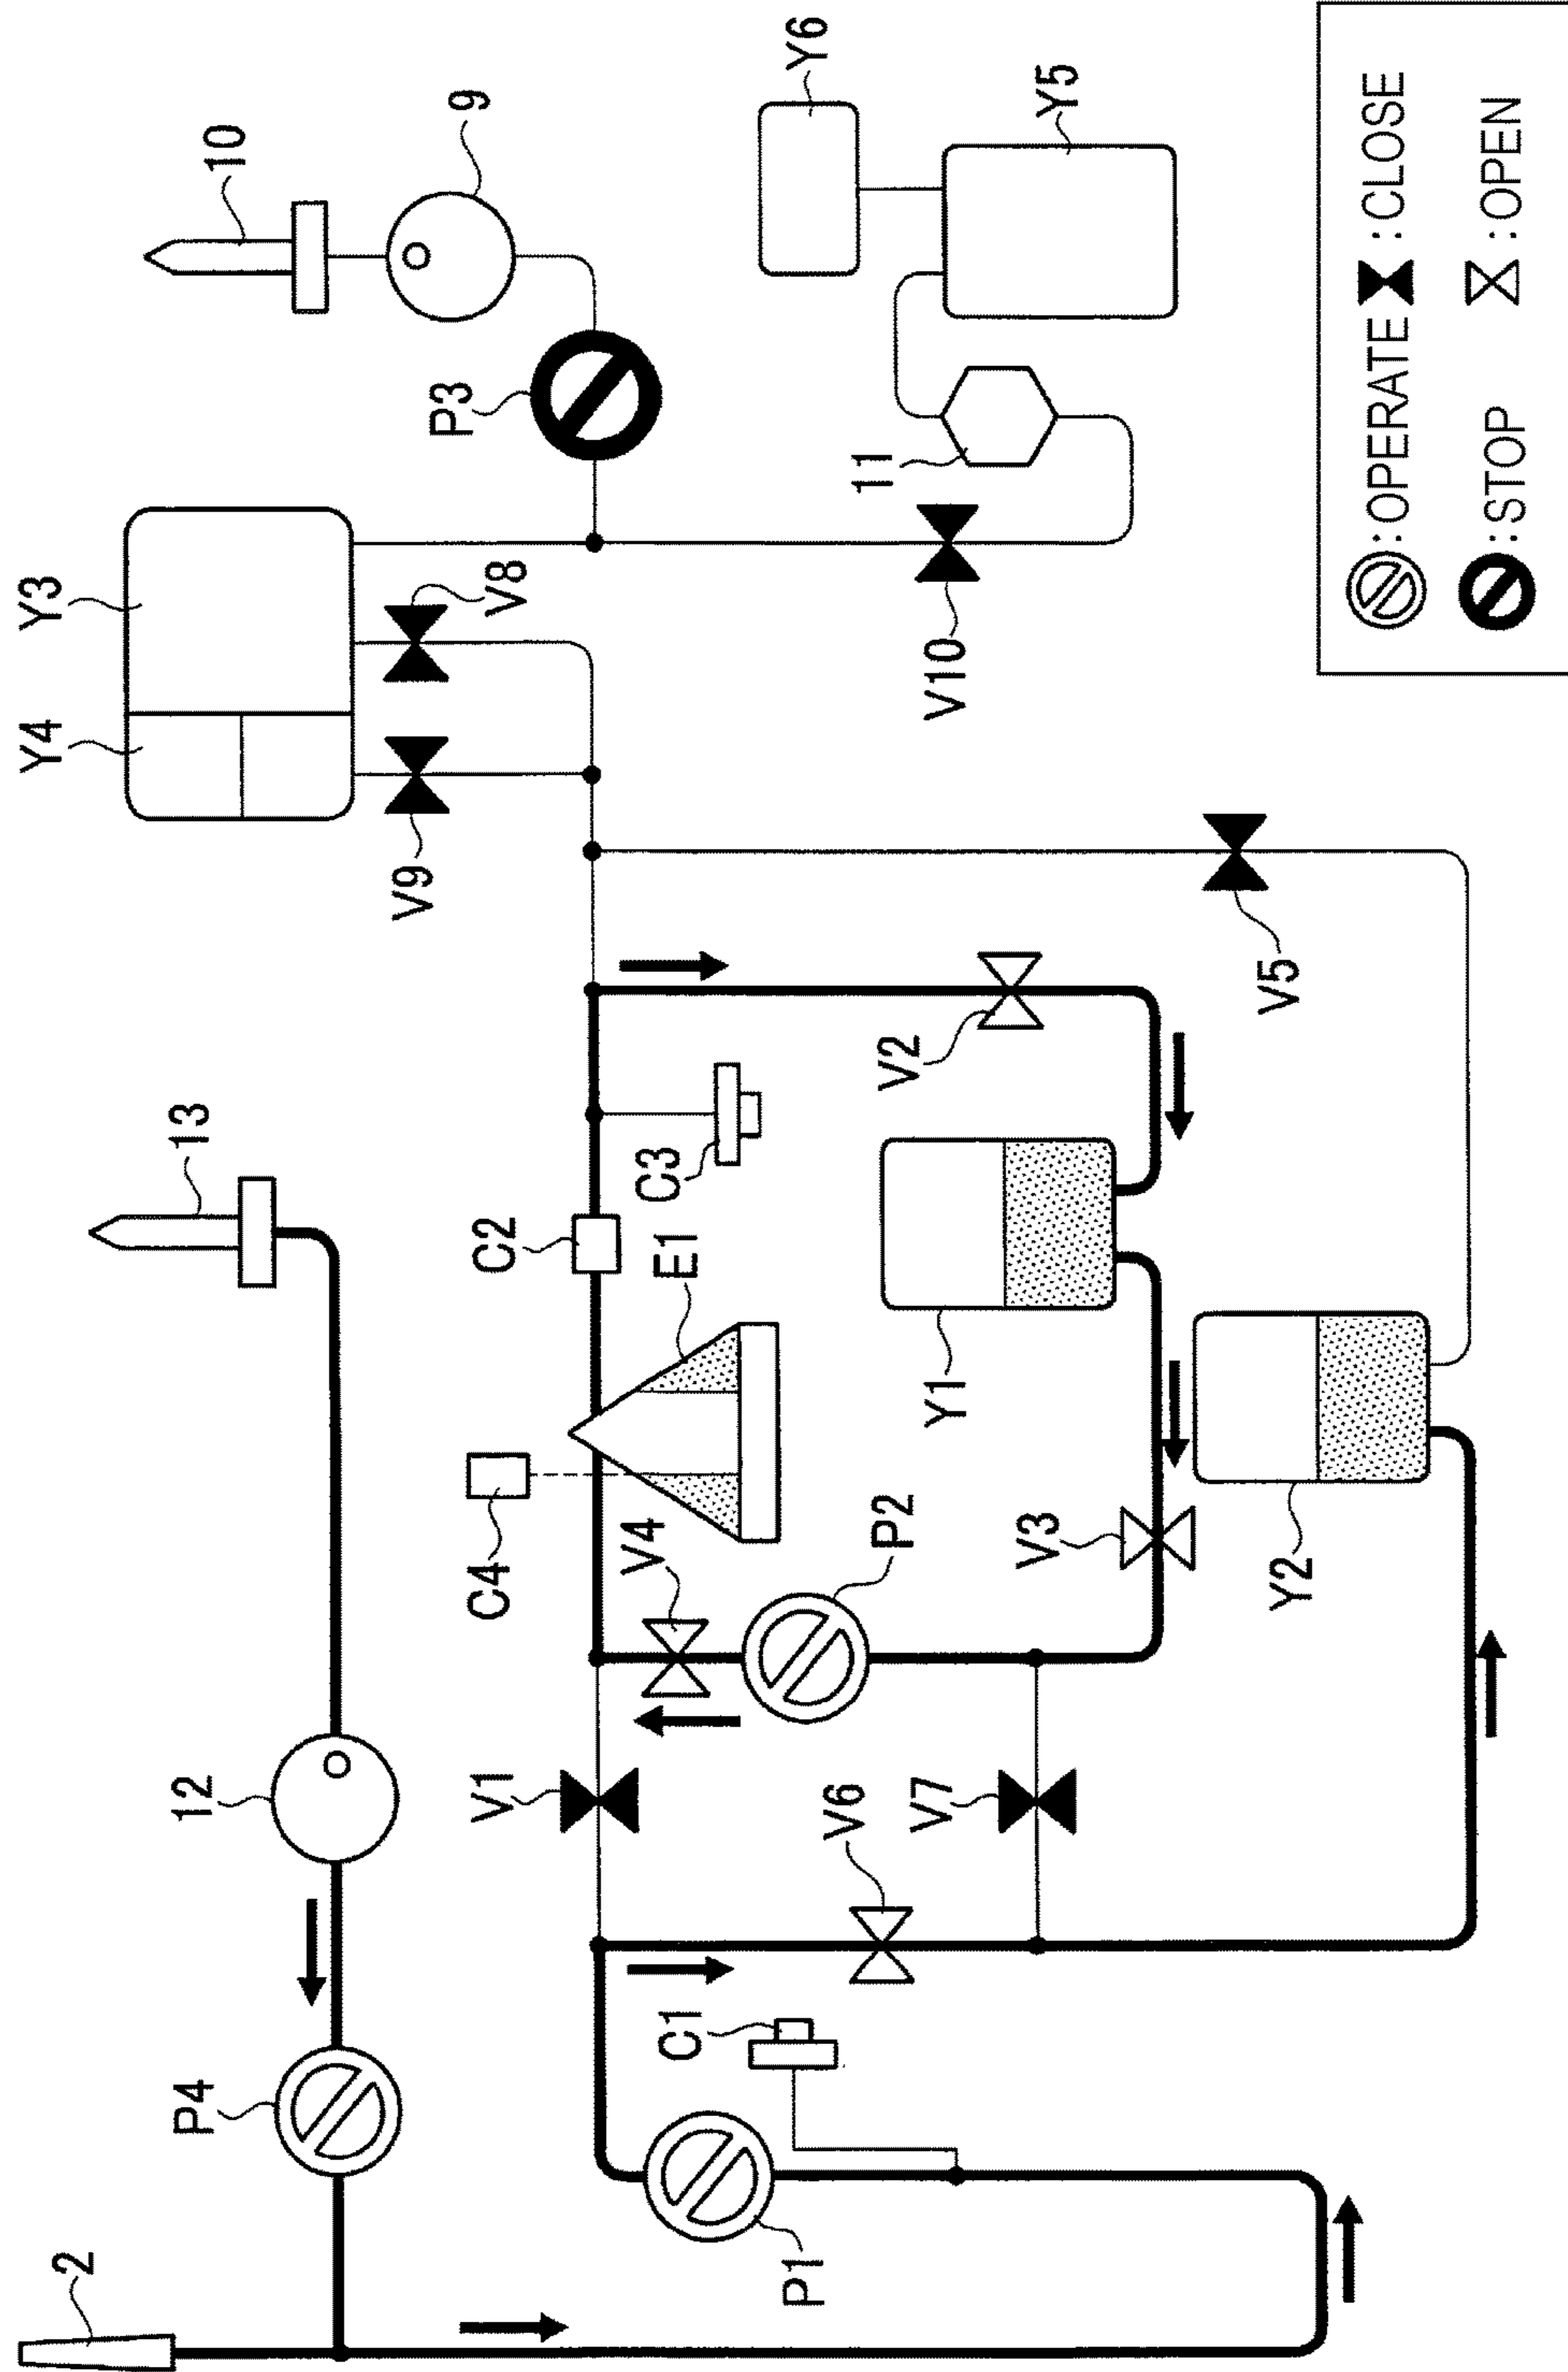 2
P4
12
13
Y4
Y3
10
9
C4
C2
V9
V8
P3
Y6
P1
C1
V1
V4
E1
C3
11
Y5
V6
V7
P2
V3
Y1
V2
V10
Y2
V5
:OPERATE :CLOSE
:STOP :OPEN